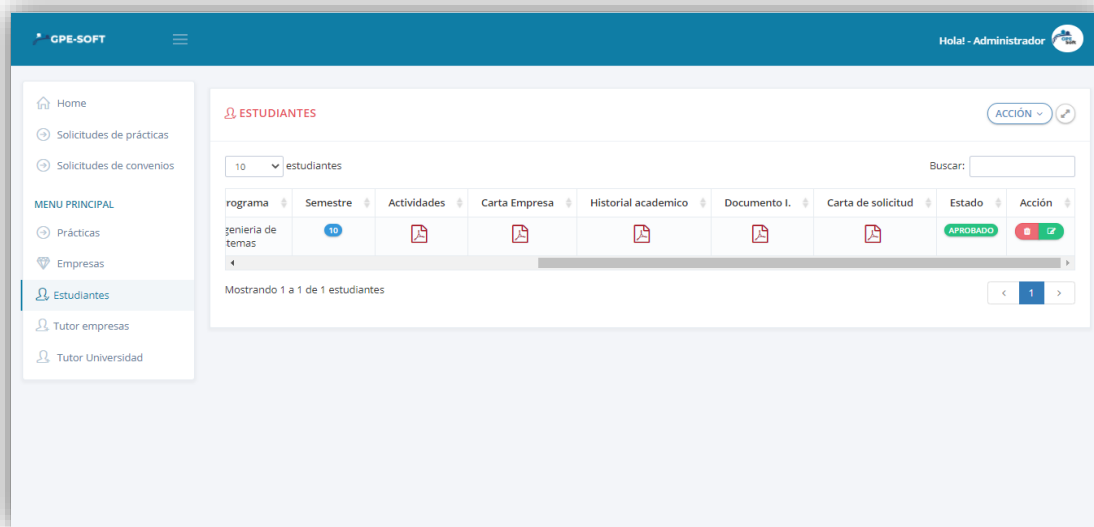 GPE-SOFT
Hola! - Administrador
Home
Solicitudes de prácticas
Solicitudes de convenios
MENU PRINCIPAL
Prácticas
Empresas
Estudiantes
Tutor empresas
Tutor Universidad
ESTUDIANTES
ACCIÓN
10 estudiantes
Buscar:
rograma Semestre Actividades Carta Empresa Historial academico Documento I. Carta de solicitud Estado Acción
genieria de
temas
10
APROBADO
Mostrando 1 a 1 de 1 estudiantes
< 1 >